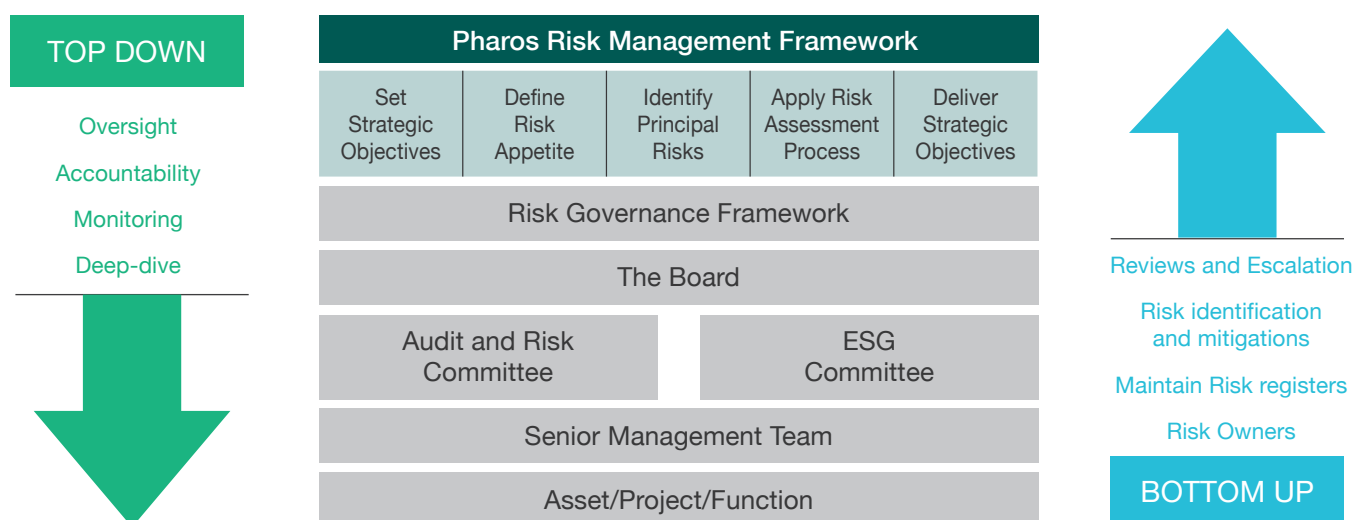 TOP DOWN
Oversight
Accountability
Monitoring
Deep-dive
Pharos Risk Management Framework
Set
Strategic
Objectives
Define
Risk
Appetite
Identify
Principal
Risks
Apply Risk
Assessment
Process
Deliver
Strategic
Objectives
Risk Governance Framework
The Board
Audit and Risk
Committee
ESG
Committee
Senior Management Team
Asset/Project/Function
Reviews and Escalation
Risk identification
and mitigations
Maintain Risk registers
Risk Owners
BOTTOM UP